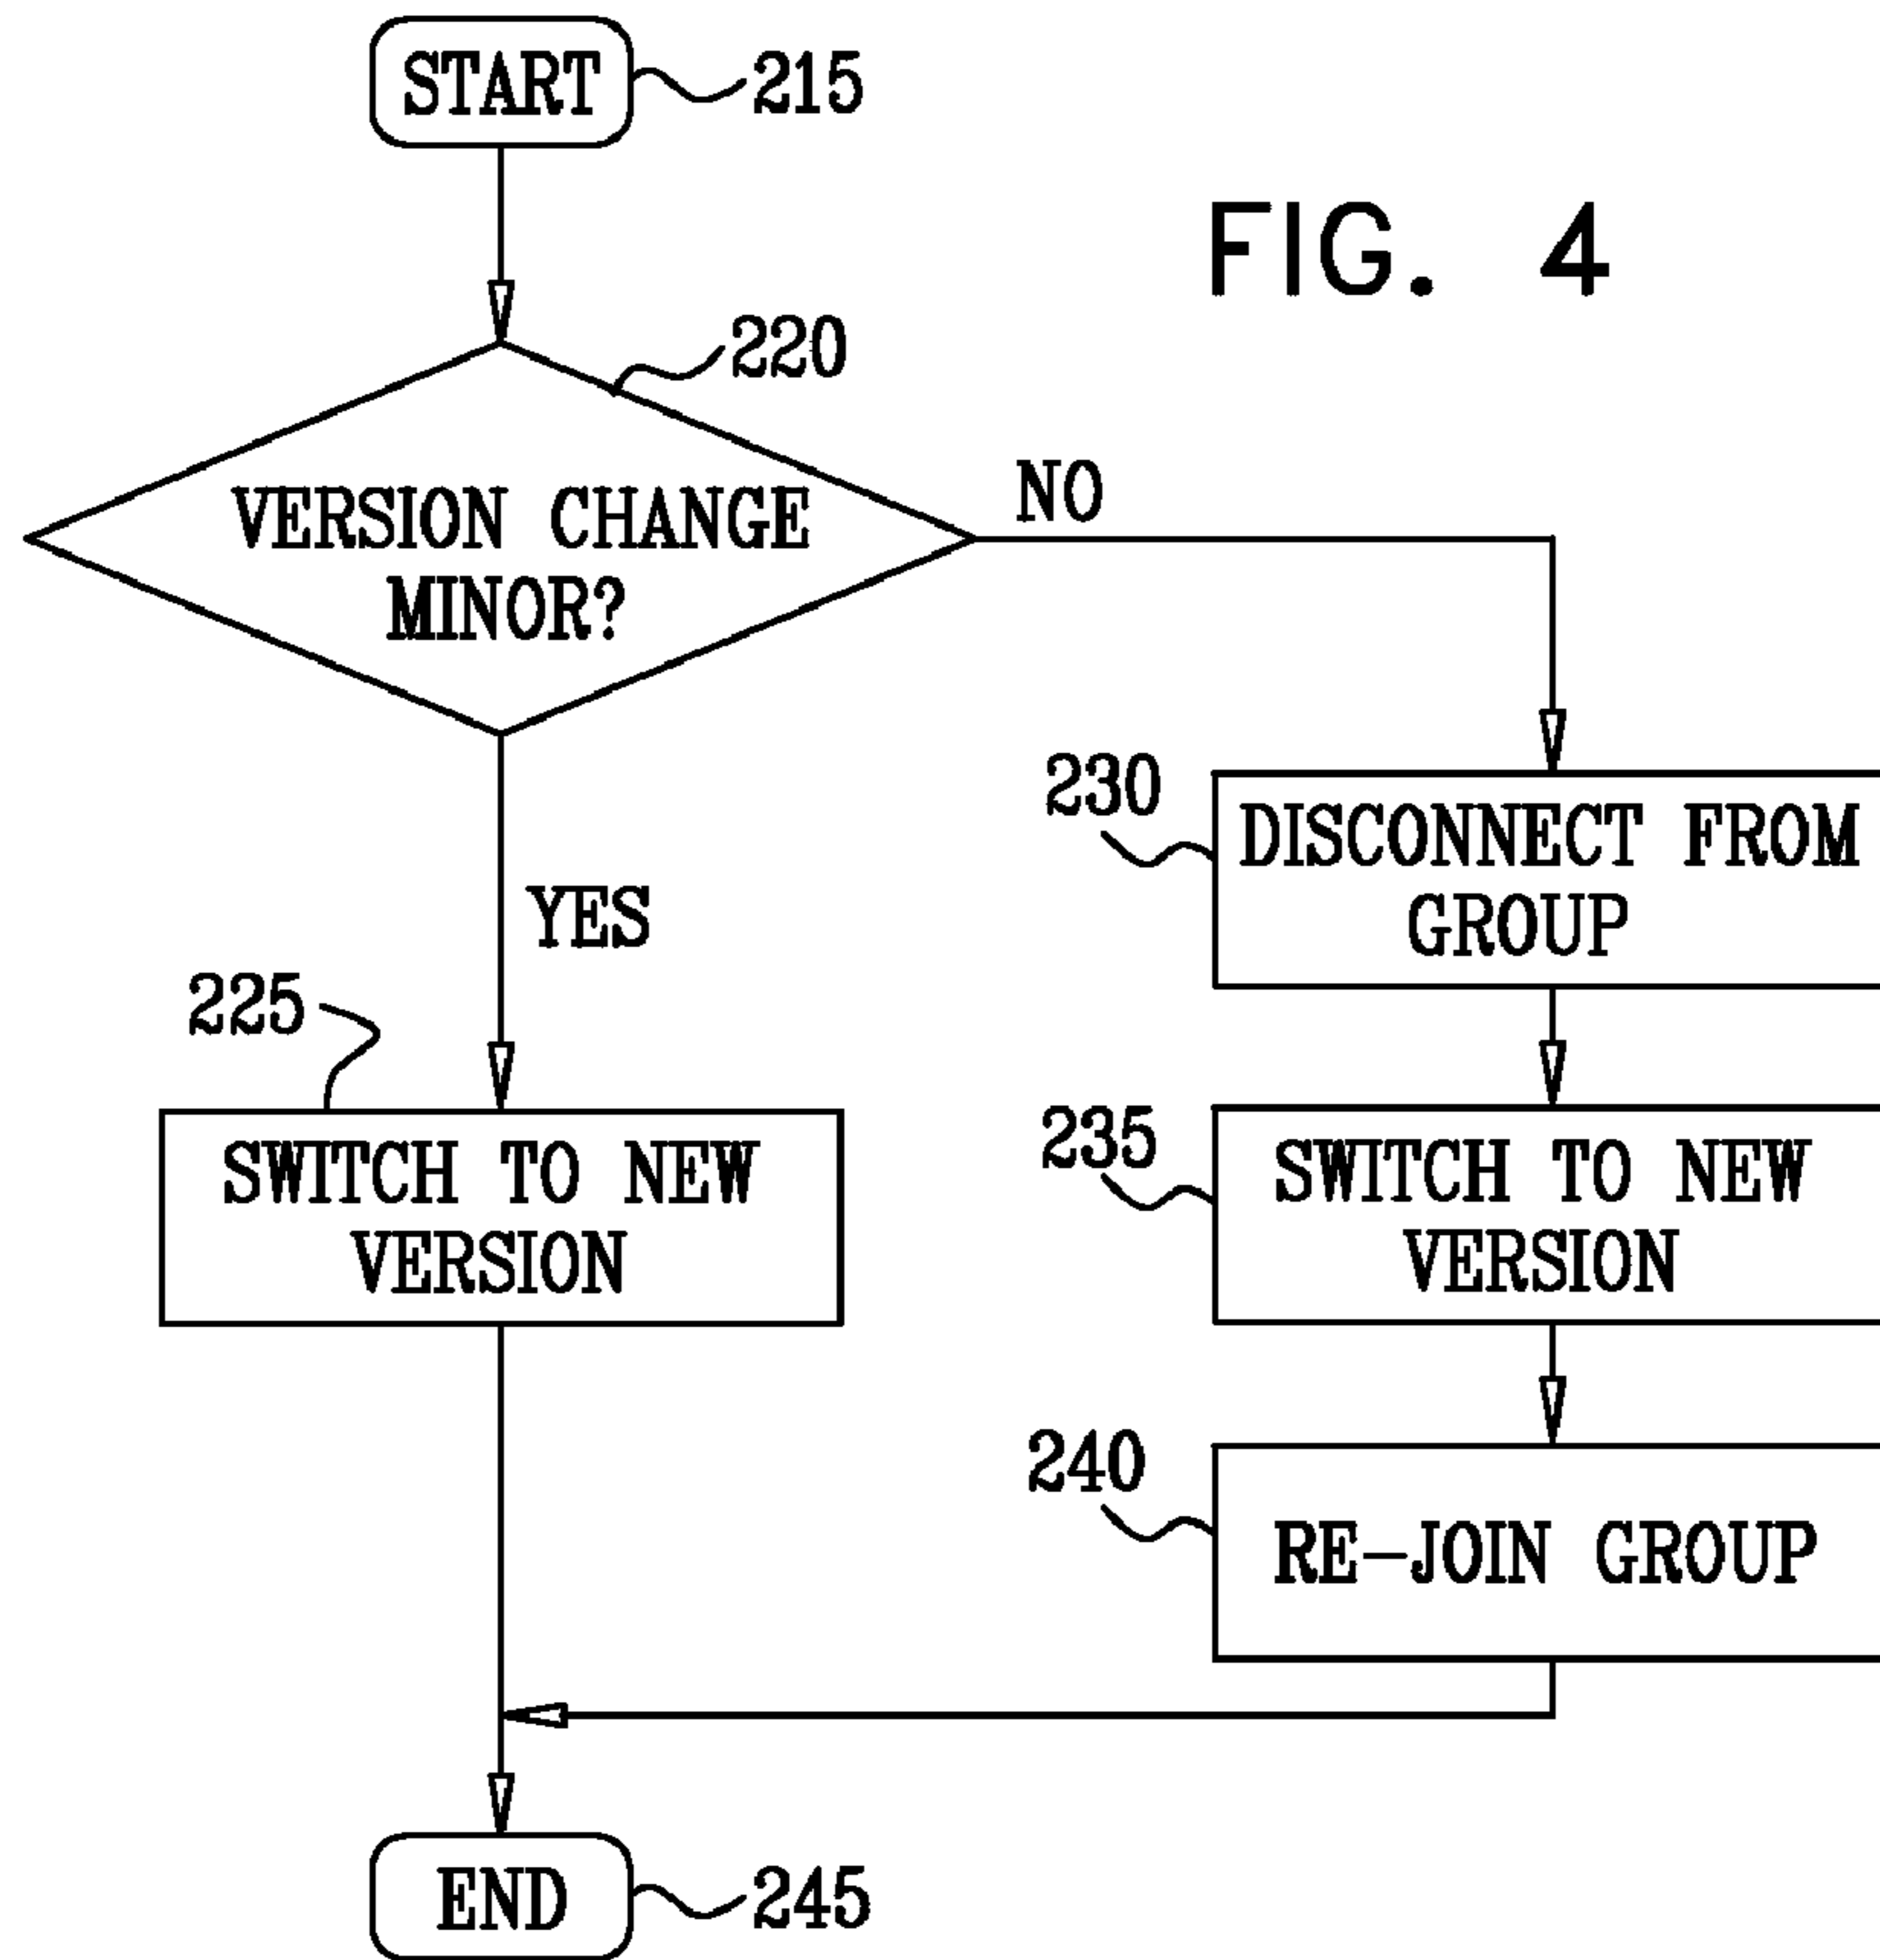 START
215
FIG. 4
220
VERSION CHANGE
MINOR?
NO
YES
230
DISCONNECT FROM
GROUP
225
SWITCH TO NEW
VERSION
235
SWITCH TO NEW
VERSION
240
RE-JOIN GROUP
END
245